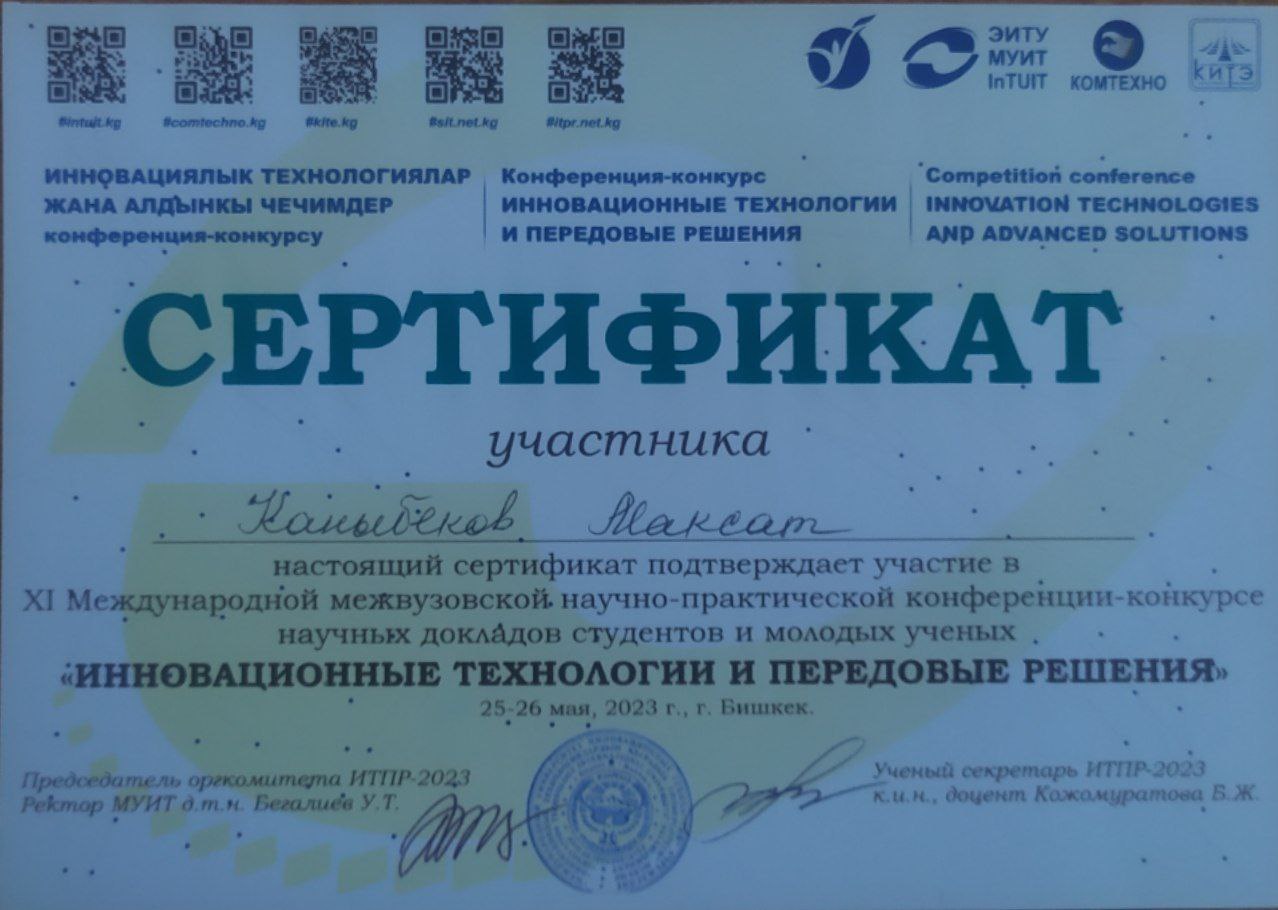 ЭИТУ
МУИТ
InTUIT
КОМТЕХНО
КИТЭ
#intuit.kg #comtechno.kg #kite.kg #sit.net.kg #itpr.net.kg
ИННОВАЦИЯЛЫК ТЕХНОЛОГИЯЛАР
ЖАНА АЛДЫНКЫ ЧЕЧИМДЕР
конференция-конкурсу
Конференция-конкурс
ИННОВАЦИОННЫЕ ТЕХНОЛОГИИ
И ПЕРЕДОВЫЕ РЕШЕНИЯ
Competition conference
INNOVATION TECHNOLOGIES
AND ADVANCED SOLUTIONS
СЕРТИФИКАТ
участника
Каныбеков Максат
настоящий сертификат подтверждает участие в
XI Международной межвузовской научно-практической конференции-конкурсе
научных докладов студентов и молодых ученых
«ИННОВАЦИОННЫЕ ТЕХНОЛОГИИ И ПЕРЕДОВЫЕ РЕШЕНИЯ»
25-26 мая, 2023 г., г. Бишкек.
Председатель оргкомитета ИТПР-2023
Ректор МУИТ д.т.н. Бегалиев У.Т.
Ученый секретарь ИТПР-2023
к.и.н., доцент Кожомуратова Б.Ж.